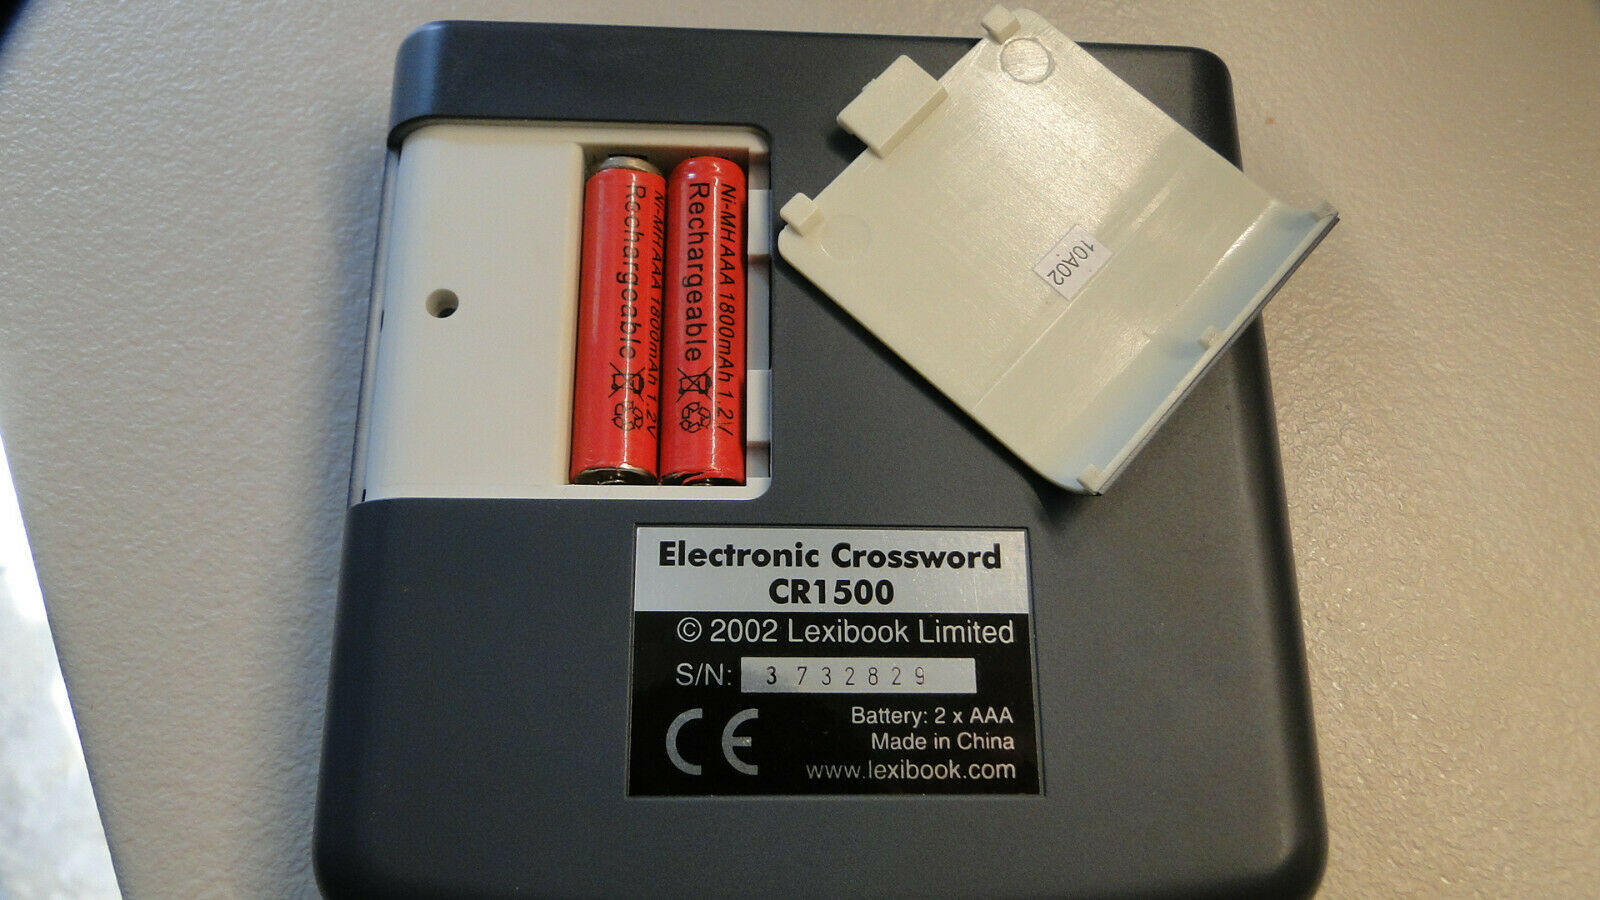 Ni-MH AAA 1800mAh 1.2V
Rechargeable
Ni-MH AAA 1800mAh 1.2V
Rechargeable
10A02
Electronic Crossword
CR1500
© 2002 Lexibook Limited
S/N: 3732829
CE
Battery: 2 x AAA
Made in China
www.lexibook.com